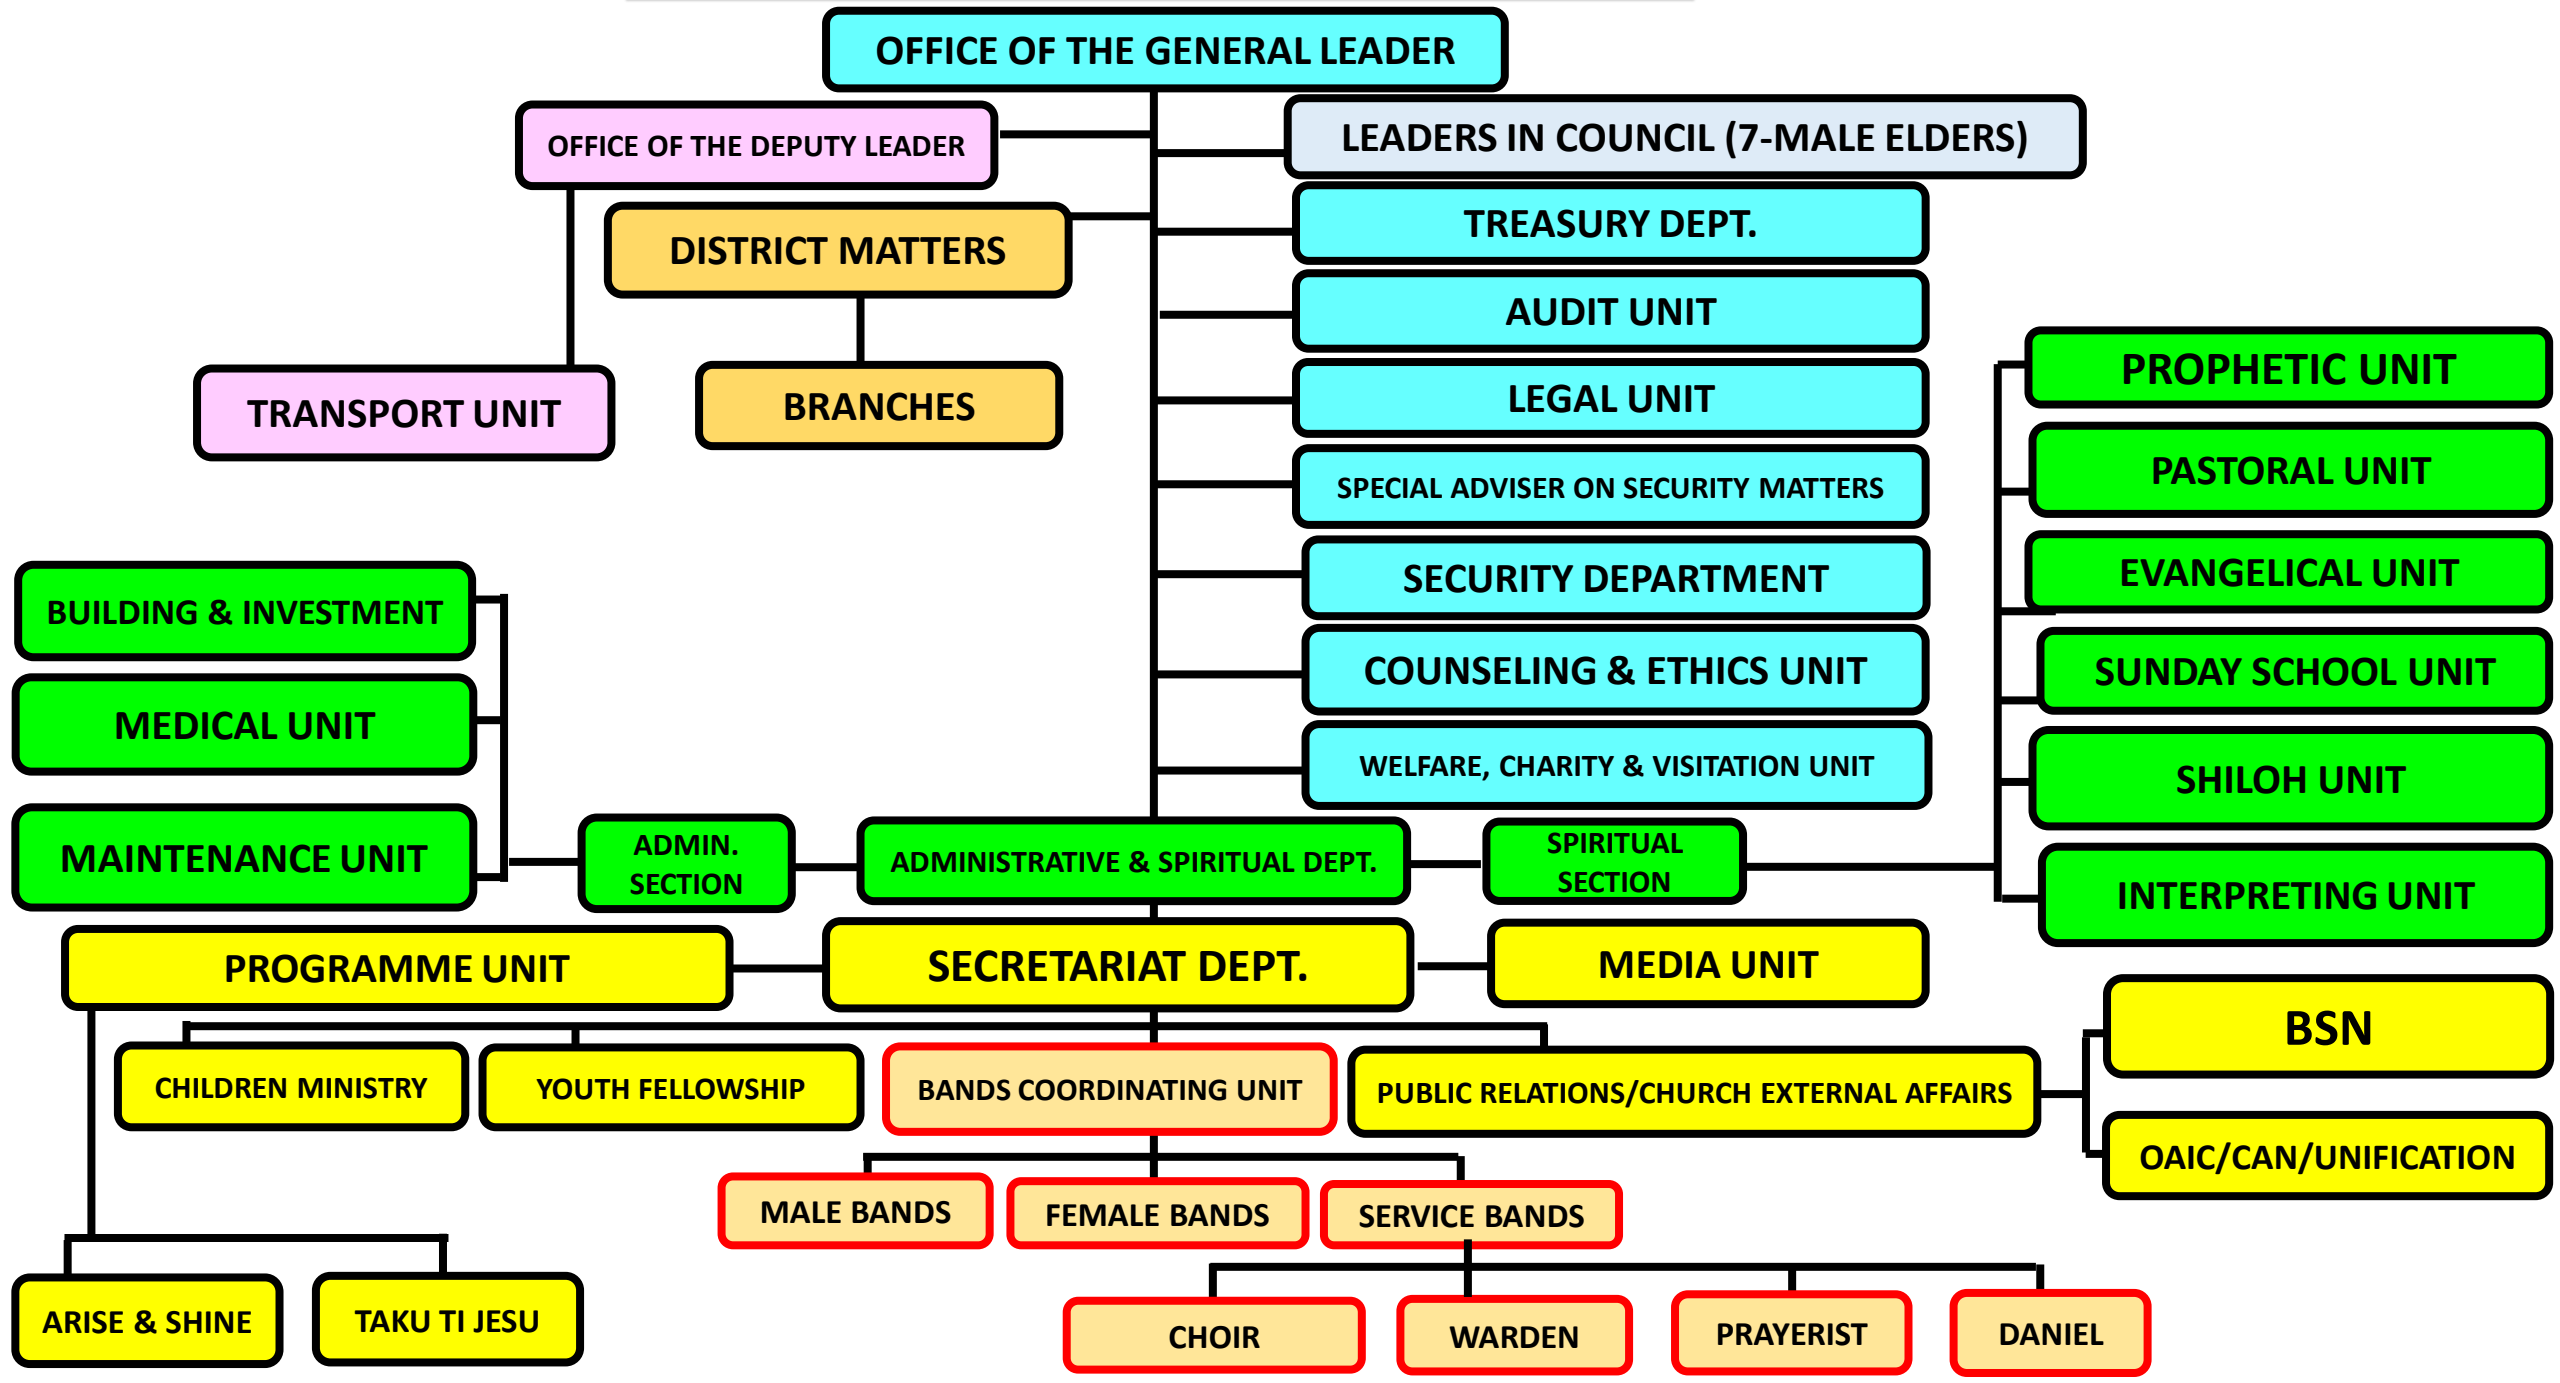 OFFICE OF THE GENERAL LEADER
OFFICE OF THE DEPUTY LEADER
LEADERS IN COUNCIL (7-MALE ELDERS)
DISTRICT MATTERS
TREASURY DEPT.
AUDIT UNIT
TRANSPORT UNIT
BRANCHES
LEGAL UNIT
SPECIAL ADVISER ON SECURITY MATTERS
SECURITY DEPARTMENT
COUNSELING & ETHICS UNIT
WELFARE, CHARITY & VISITATION UNIT
PROPHETIC UNIT
PASTORAL UNIT
EVANGELICAL UNIT
SUNDAY SCHOOL UNIT
SHILOH UNIT
INTERPRETING UNIT
BUILDING & INVESTMENT
MEDICAL UNIT
MAINTENANCE UNIT
ADMIN.
SECTION
ADMINISTRATIVE & SPIRITUAL DEPT.
SPIRITUAL
SECTION
PROGRAMME UNIT
SECRETARIAT DEPT.
MEDIA UNIT
CHILDREN MINISTRY
YOUTH FELLOWSHIP
BANDS COORDINATING UNIT
PUBLIC RELATIONS/CHURCH EXTERNAL AFFAIRS
BSN
OAIC/CAN/UNIFICATION
MALE BANDS
FEMALE BANDS
SERVICE BANDS
ARISE & SHINE
TAKU TI JESU
CHOIR
WARDEN
PRAYERIST
DANIEL